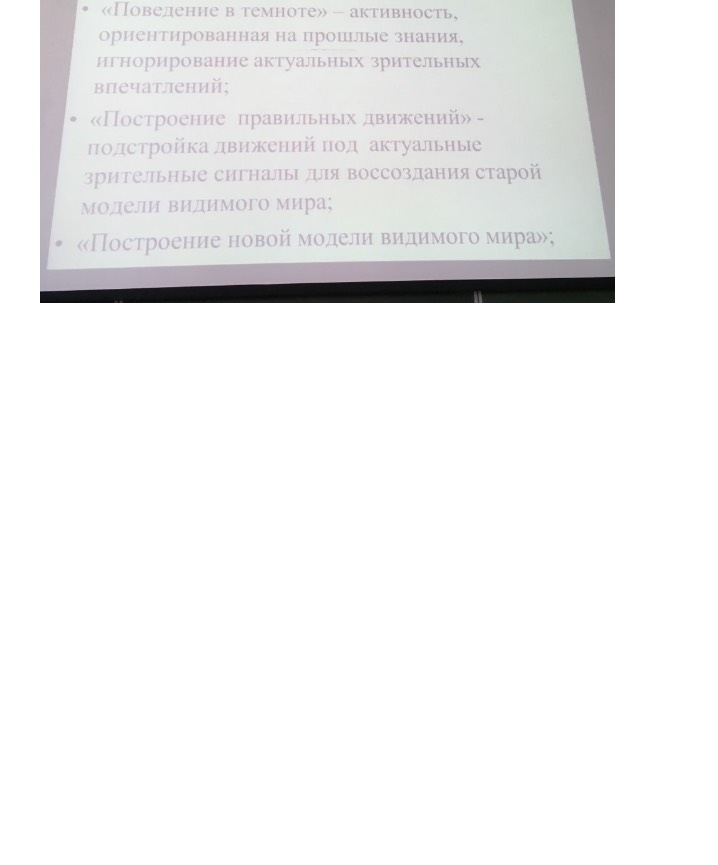 • «Поведение в темноте» – активность,
ориентированная на прошлые знания,
игнорирование актуальных зрительных
впечатлений;
• «Построение правильных движений» -
подстройка движений под актуальные
зрительные сигналы для воссоздания старой
модели видимого мира;
• «Построение новой модели видимого мира»;